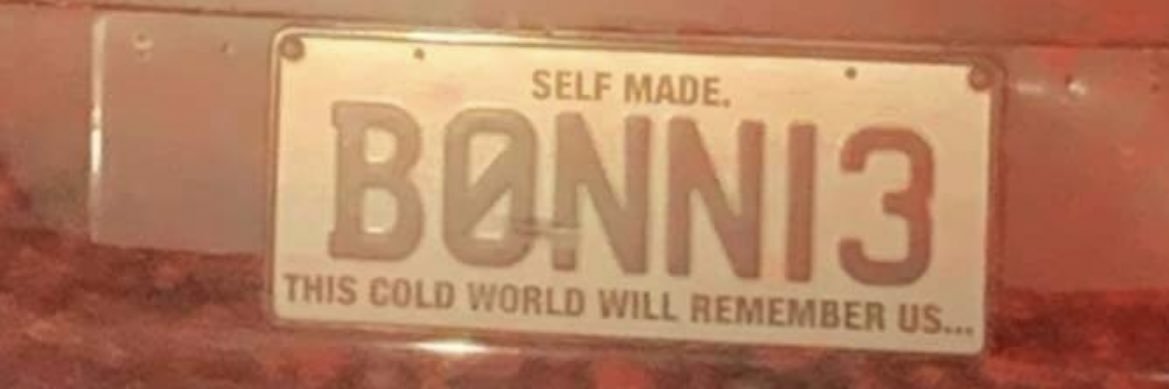 SELF MADE.
B0NNI3
THIS COLD WORLD WILL REMEMBER US...